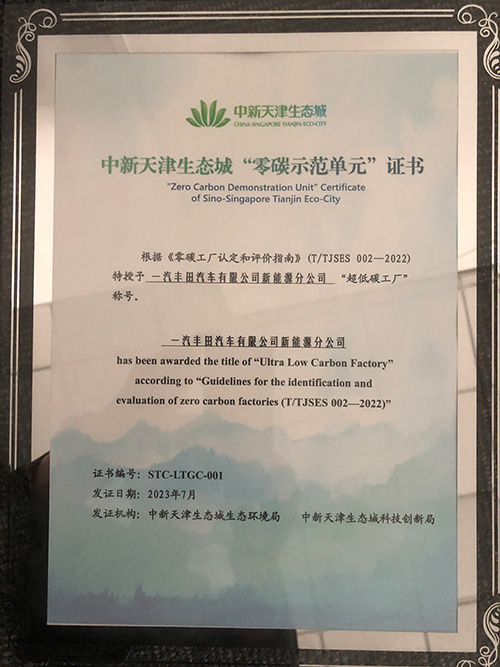 中新天津生态城
CHINA-SINGAPORE TIANJIN ECO-CITY
中新天津生态城“零碳示范单元”证书
"Zero Carbon Demonstration Unit" Certificate
of Sino-Singapore Tianjin Eco-City
根据《零碳工厂认定和评价指南》(T/TJSES 002—2022)
特授予 一汽丰田汽车有限公司新能源分公司 “超低碳工厂”
称号。
一汽丰田汽车有限公司新能源分公司
has been awarded the title of “Ultra Low Carbon Factory”
according to “Guidelines for the identification and
evaluation of zero carbon factories (T/TJSES 002—2022)”
证书编号：STC-LTGC-001
发证日期：2023年7月
发证机构：中新天津生态城生态环境局 中新天津生态城科技创新局